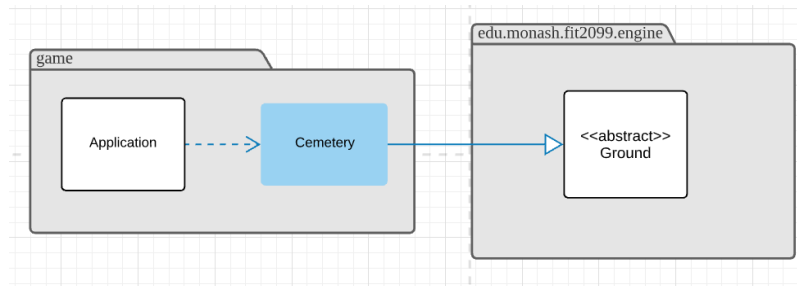 edu.monash.fit2099.engine
game
Application
Cemetery
<<abstract>>
Ground